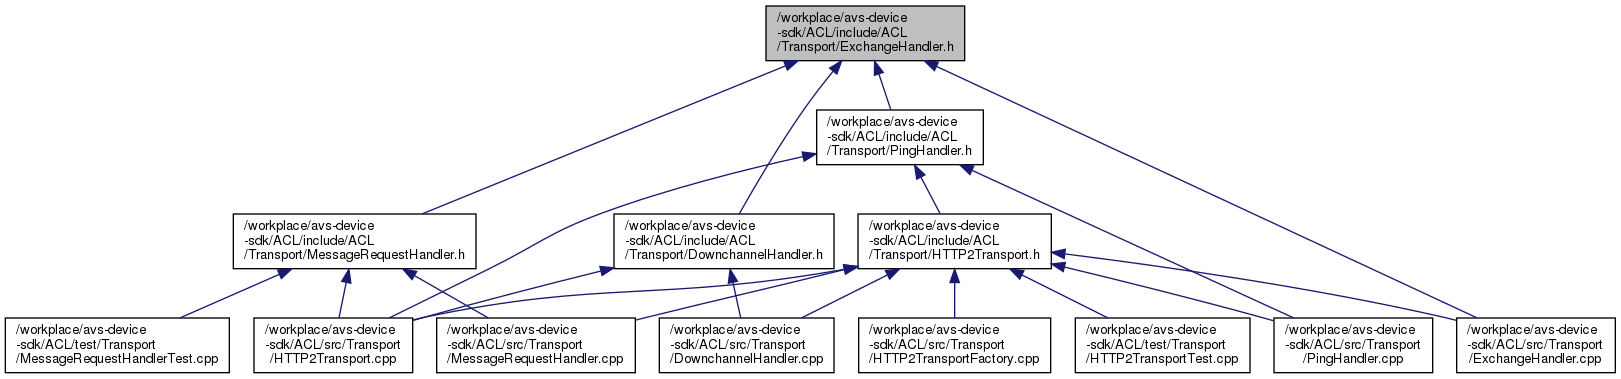 /workplace/avs-device
-sdk/ACL/include/ACL
/Transport/ExchangeHandler.h
/workplace/avs-device
-sdk/ACL/include/ACL
/Transport/PingHandler.h
/workplace/avs-device
-sdk/ACL/include/ACL
/Transport/MessageRequestHandler.h
/workplace/avs-device
-sdk/ACL/include/ACL
/Transport/DownchannelHandler.h
/workplace/avs-device
-sdk/ACL/include/ACL
/Transport/HTTP2Transport.h
/workplace/avs-device
-sdk/ACL/test/Transport
/MessageRequestHandlerTest.cpp
/workplace/avs-device
-sdk/ACL/src/Transport
/HTTP2Transport.cpp
/workplace/avs-device
-sdk/ACL/src/Transport
/MessageRequestHandler.cpp
/workplace/avs-device
-sdk/ACL/src/Transport
/DownchannelHandler.cpp
/workplace/avs-device
-sdk/ACL/src/Transport
/HTTP2TransportFactory.cpp
/workplace/avs-device
-sdk/ACL/test/Transport
/HTTP2TransportTest.cpp
/workplace/avs-device
-sdk/ACL/src/Transport
/PingHandler.cpp
/workplace/avs-device
-sdk/ACL/src/Transport
/ExchangeHandler.cpp